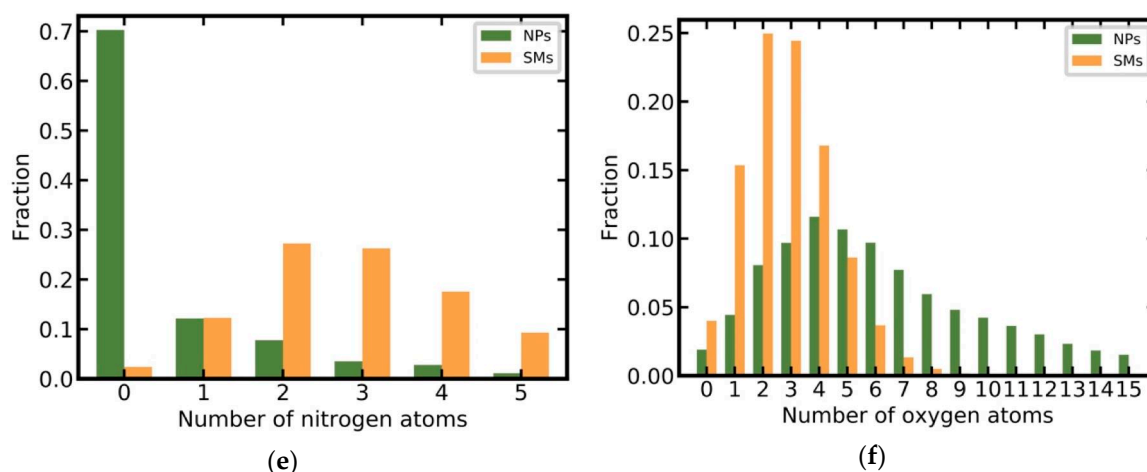 0.7
0.6
0.5
0.4
0.3
0.2
0.1
0.0
Fraction
NPs
SMs
0 1 2 3 4 5
Number of nitrogen atoms
(e)
0.25
0.20
0.15
0.10
0.05
0.00
Fraction
NPs
SMs
0 1 2 3 4 5 6 7 8 9 10 11 12 13 14 15
Number of oxygen atoms
(f)